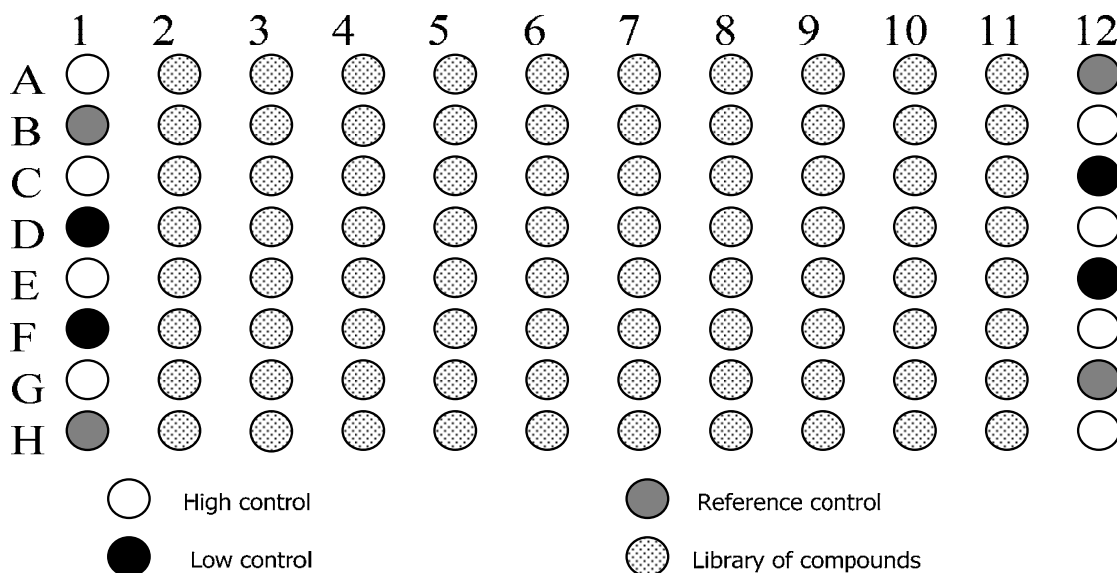 1 2 3 4 5 6 7 8 9 10 11 12
A
B
C
D
E
F
G
H
High control Reference control
Low control Library of compounds